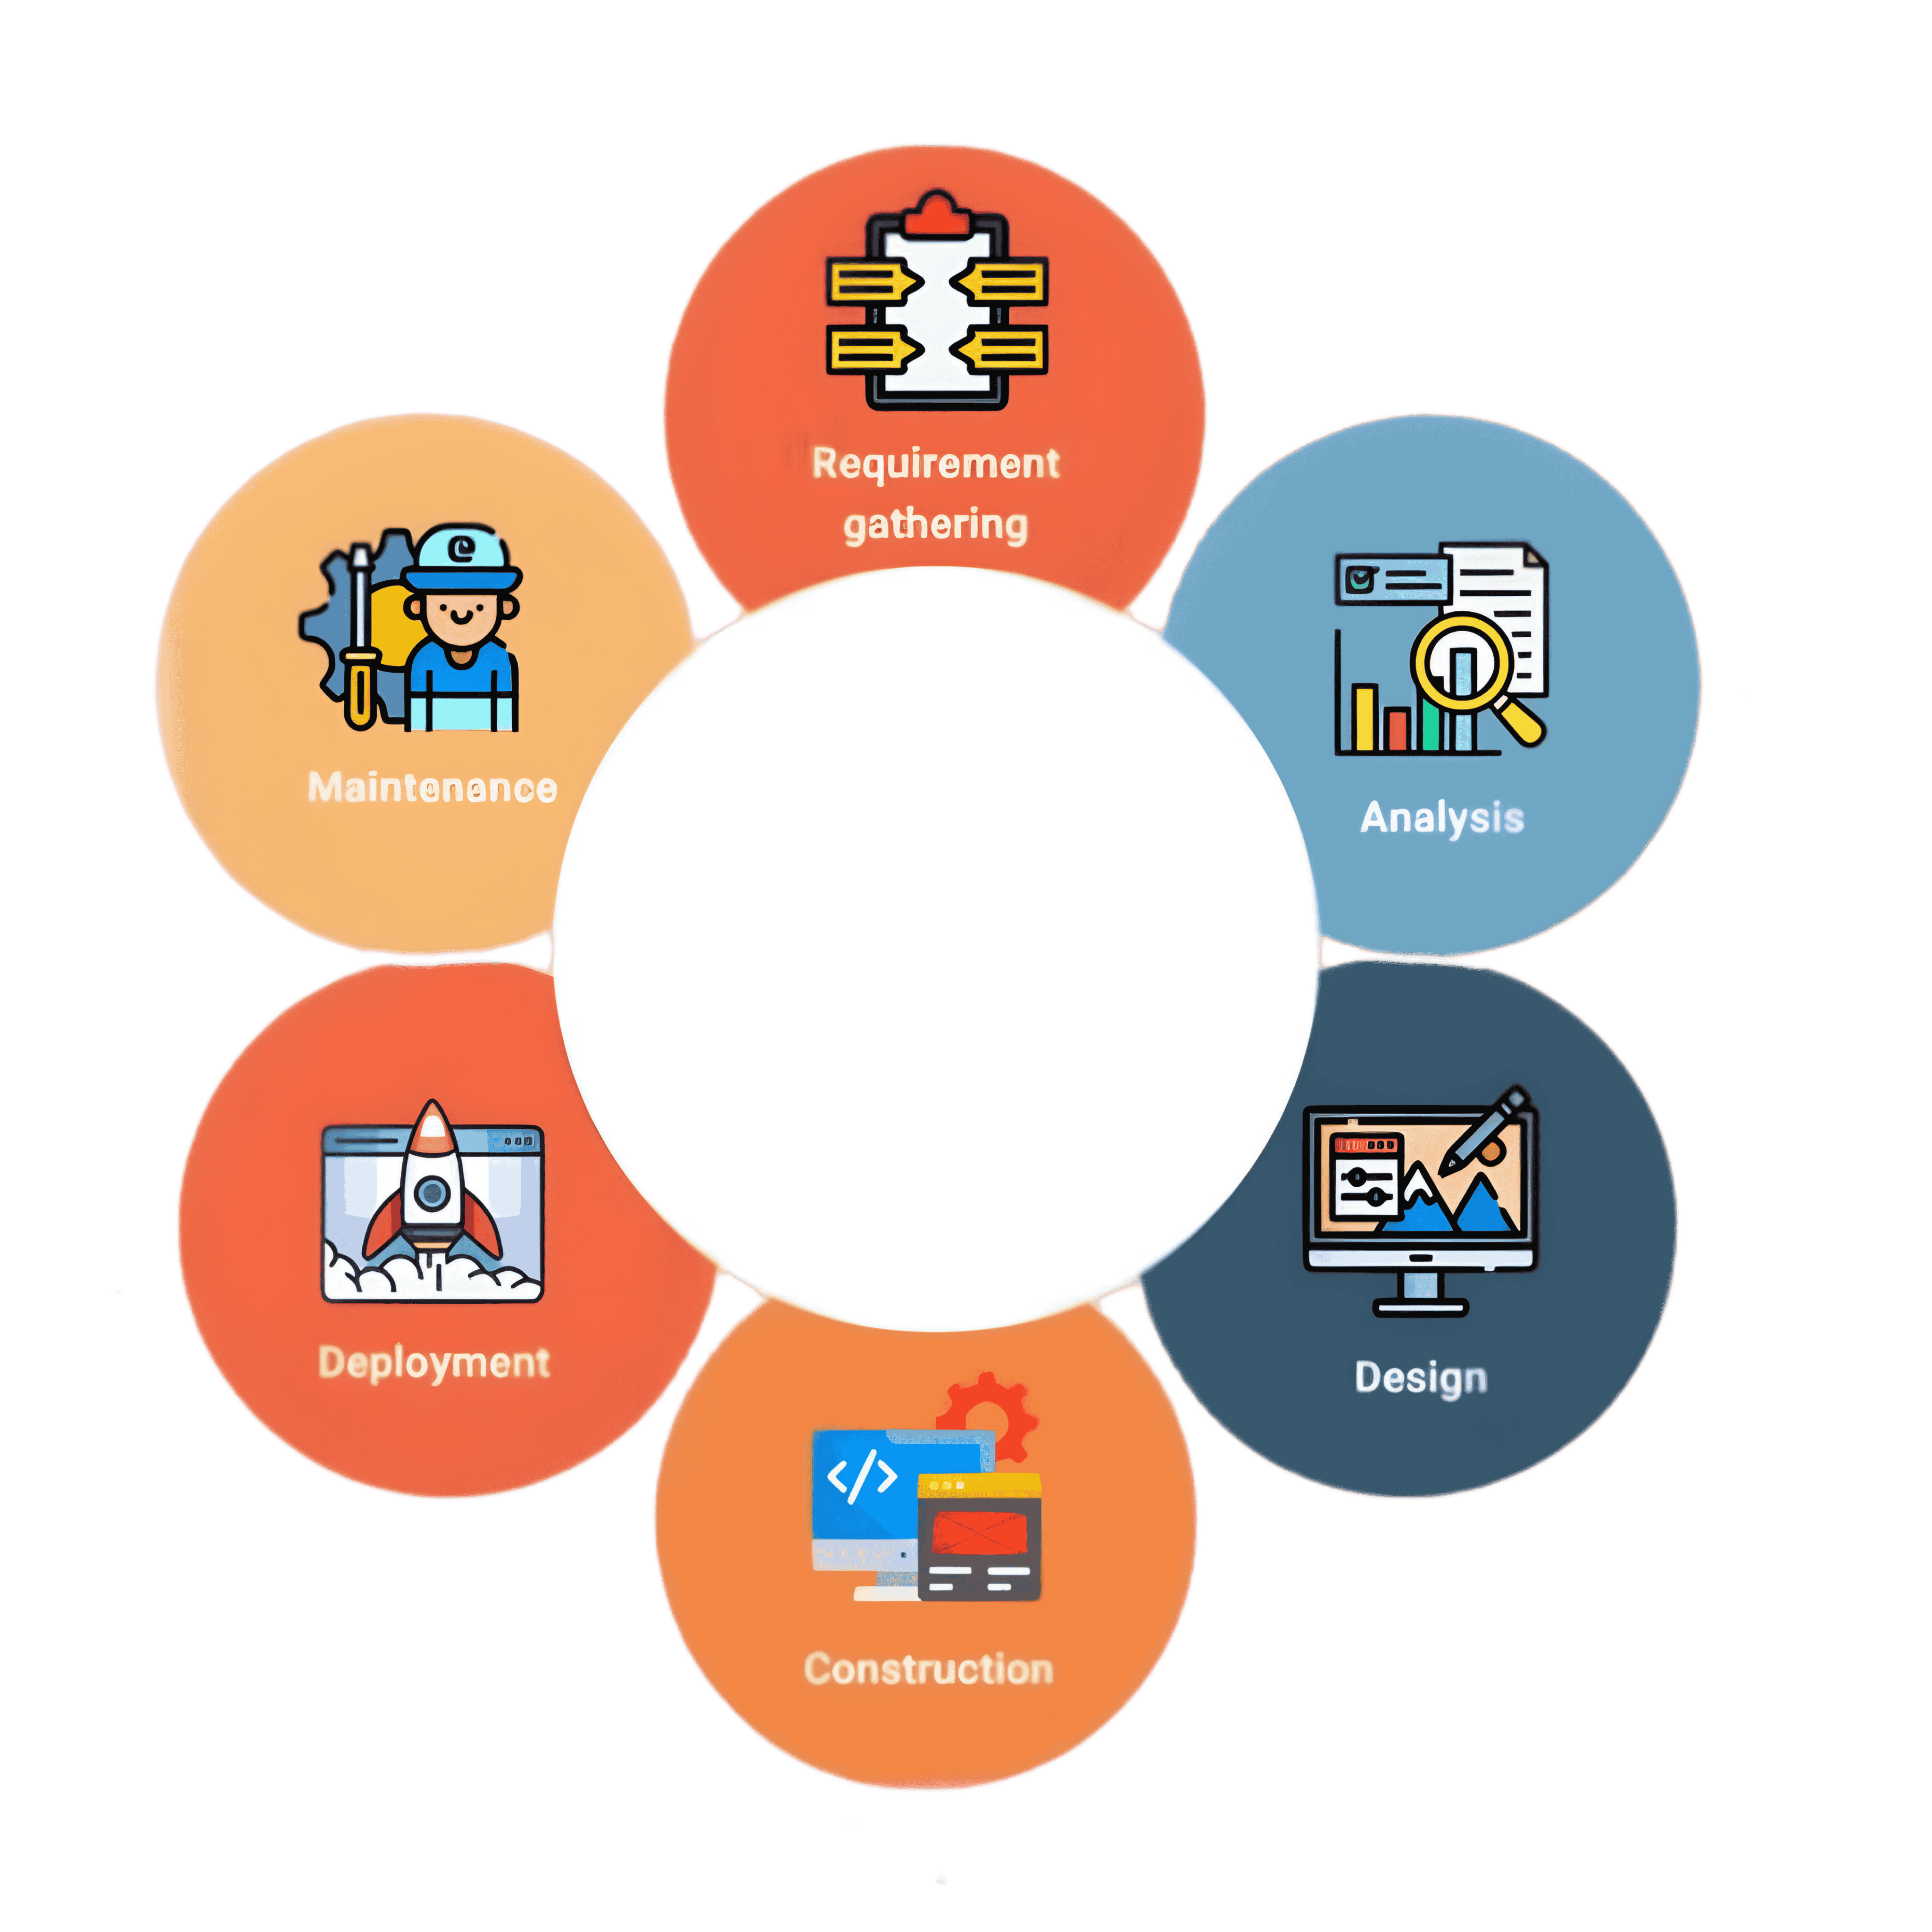 Requirement
gathering
Analysis
Design
Construction
Deployment
Maintenance